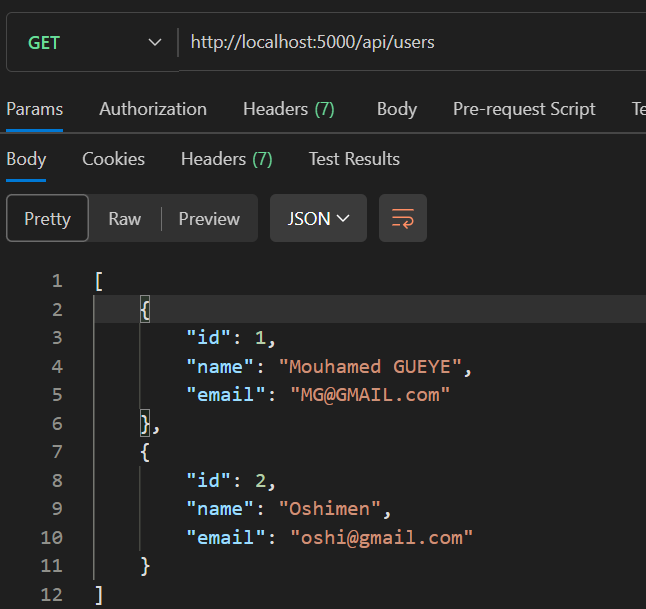 GET http://localhost:5000/api/users
Params Authorization Headers (7) Body Pre-request Script Te
Body Cookies Headers (7) Test Results
Pretty Raw Preview JSON
1 [
2 {
3 "id": 1,
4 "name": "Mouhamed GUEYE",
5 "email": "MG@GMAIL.com"
6 },
7 {
8 "id": 2,
9 "name": "Oshimen",
10 "email": "oshi@gmail.com"
11 }
12 ]